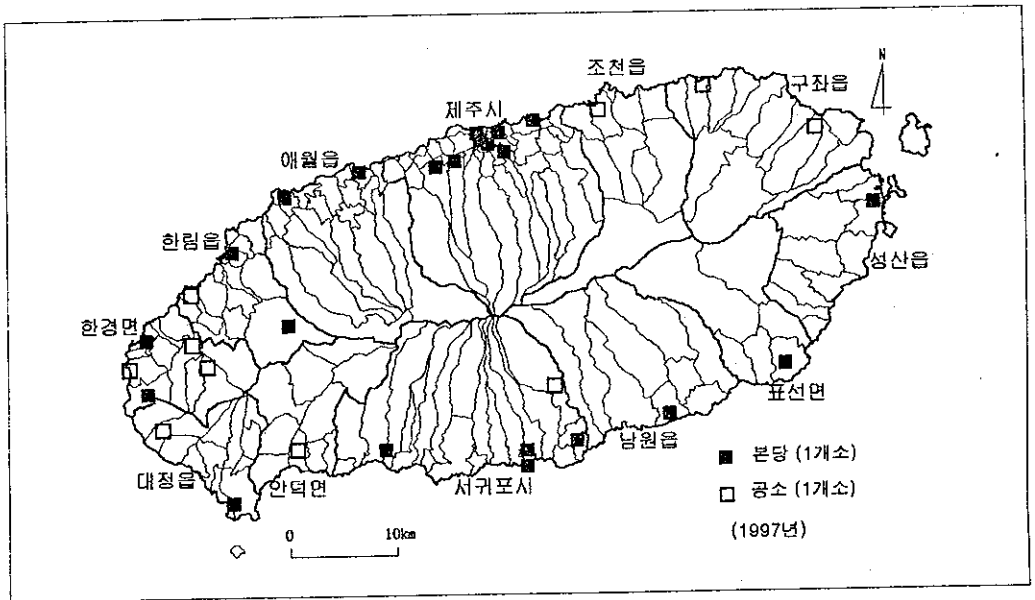 N
조천읍
구좌읍
제주시
애월읍
한림읍
성산읍
한경면
표선면
남원읍
대정읍
안덕면
서귀포시
본당 (1개소)
공소 (1개소)
(1997년)
0 10km